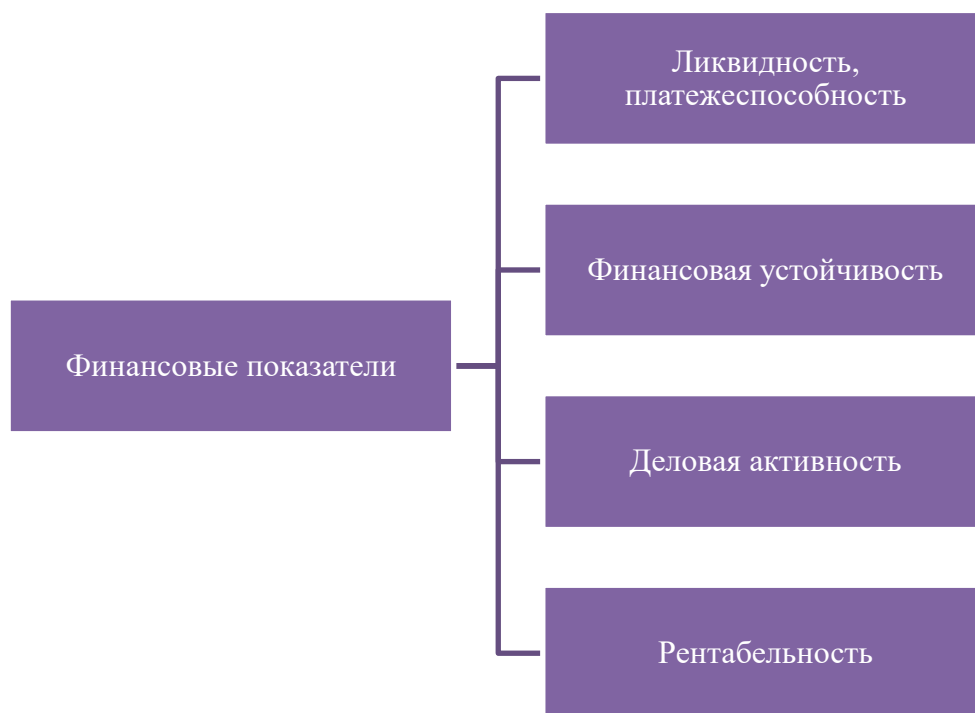 Ликвидность,
платежеспособность
Финансовая устойчивость
Финансовые показатели
Деловая активность
Рентабельность